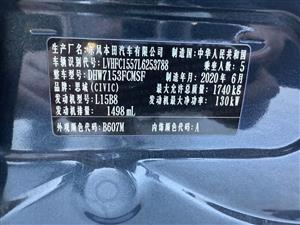 生产厂名：东风本田汽车有限公司 制造国：中华人民共和国
车辆识别代号：LVHFC1557L6253788 乘坐人数：5
品牌：思域(CIVIC) 制造年月：2020 年 6月
整车型号：DHW7153FCMSF 最大允许总质量：1740kg
发动机型号：L15B8 发动机最大净功率：130kW
发动机排量：1498 mL
外观颜色代码：B607M 内饰颜色代码：A